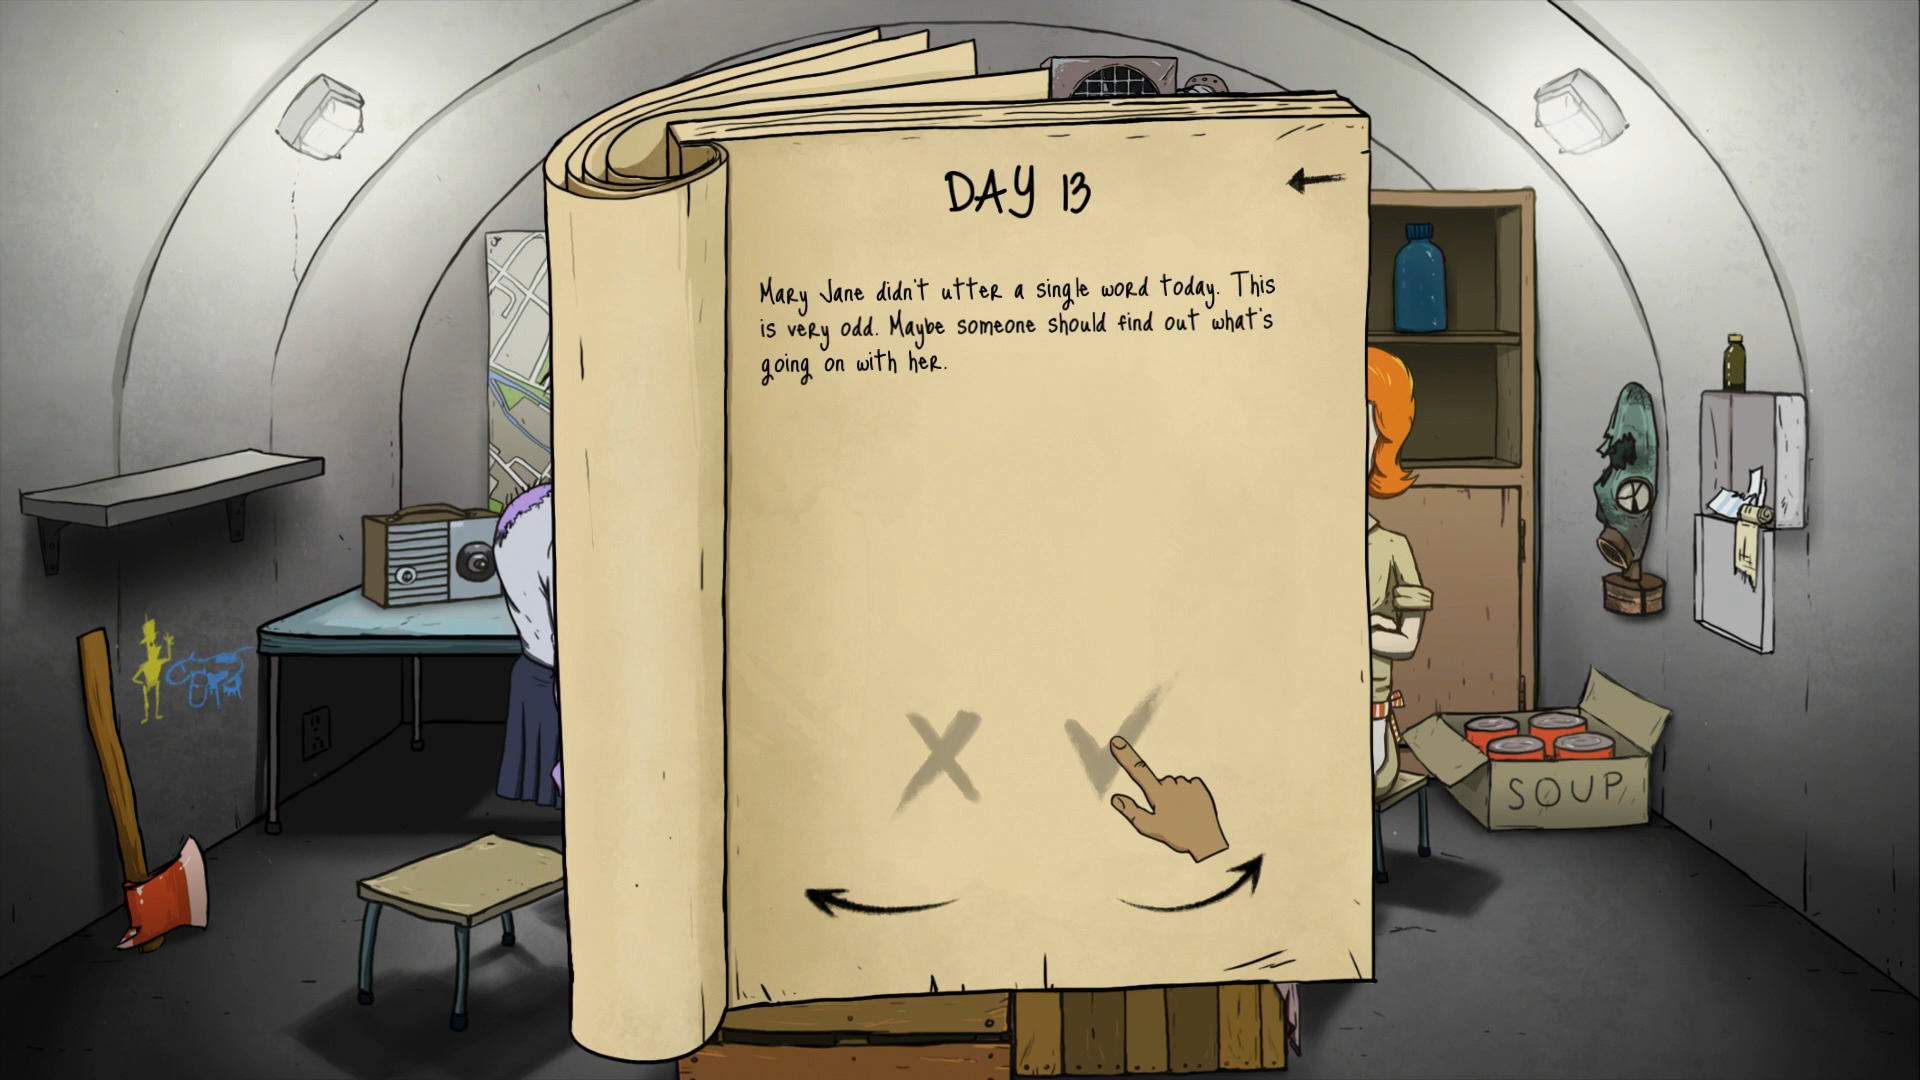 DAY 13
Mary Jane didn't utter a single word today. This
is very odd. Maybe someone should find out what's
going on with her.
SOUP